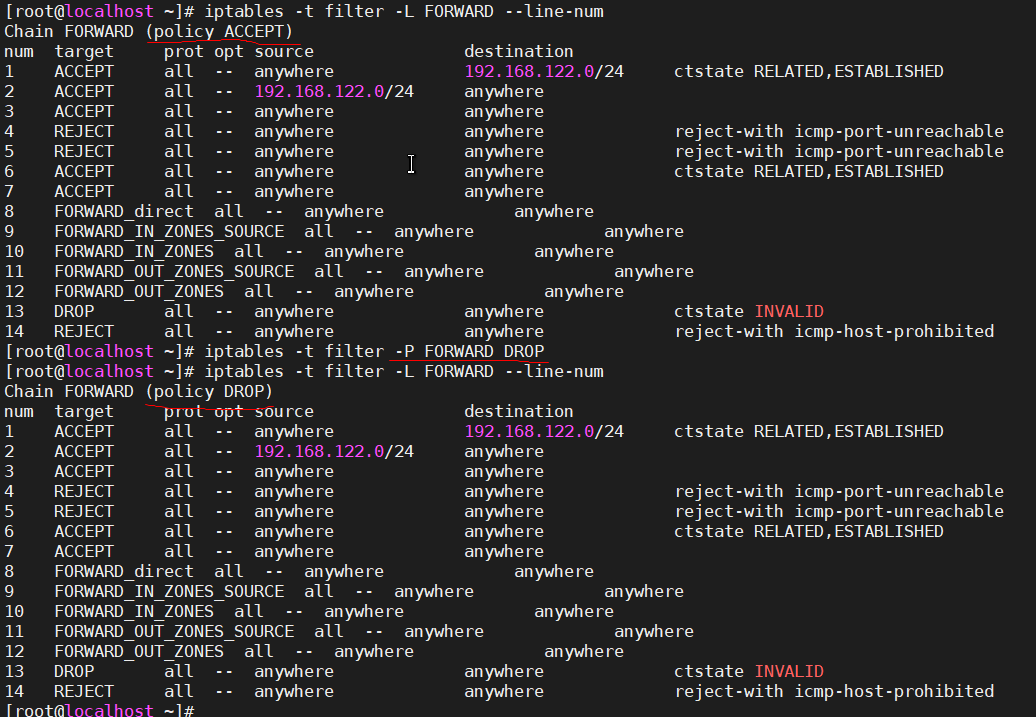 [root@localhost ~]# iptables -t filter -L FORWARD --line-num
Chain FORWARD (policy ACCEPT)
num  target     prot opt source               destination
1    ACCEPT     all  --  anywhere             192.168.122.0/24     ctstate RELATED,ESTABLISHED
2    ACCEPT     all  --  192.168.122.0/24     anywhere
3    ACCEPT     all  --  anywhere             anywhere
4    REJECT     all  --  anywhere             anywhere             reject-with icmp-port-unreachable
5    REJECT     all  --  anywhere             anywhere             reject-with icmp-port-unreachable
6    ACCEPT     all  --  anywhere             anywhere             ctstate RELATED,ESTABLISHED
7    ACCEPT     all  --  anywhere             anywhere
8    FORWARD_direct  all  --  anywhere             anywhere
9    FORWARD_IN_ZONES_SOURCE  all  --  anywhere             anywhere
10   FORWARD_IN_ZONES  all  --  anywhere             anywhere
11   FORWARD_OUT_ZONES_SOURCE  all  --  anywhere             anywhere
12   FORWARD_OUT_ZONES  all  --  anywhere             anywhere
13   DROP       all  --  anywhere             anywhere             ctstate INVALID
14   REJECT     all  --  anywhere             anywhere             reject-with icmp-host-prohibited
[root@localhost ~]# iptables -t filter -P FORWARD DROP
[root@localhost ~]# iptables -t filter -L FORWARD --line-num
Chain FORWARD (policy DROP)
num  target     prot opt source               destination
1    ACCEPT     all  --  anywhere             192.168.122.0/24     ctstate RELATED,ESTABLISHED
2    ACCEPT     all  --  192.168.122.0/24     anywhere
3    ACCEPT     all  --  anywhere             anywhere
4    REJECT     all  --  anywhere             anywhere             reject-with icmp-port-unreachable
5    REJECT     all  --  anywhere             anywhere             reject-with icmp-port-unreachable
6    ACCEPT     all  --  anywhere             anywhere             ctstate RELATED,ESTABLISHED
7    ACCEPT     all  --  anywhere             anywhere
8    FORWARD_direct  all  --  anywhere             anywhere
9    FORWARD_IN_ZONES_SOURCE  all  --  anywhere             anywhere
10   FORWARD_IN_ZONES  all  --  anywhere             anywhere
11   FORWARD_OUT_ZONES_SOURCE  all  --  anywhere             anywhere
12   FORWARD_OUT_ZONES  all  --  anywhere             anywhere
13   DROP       all  --  anywhere             anywhere             ctstate INVALID
14   REJECT     all  --  anywhere             anywhere             reject-with icmp-host-prohibited
[root@localhost ~]#